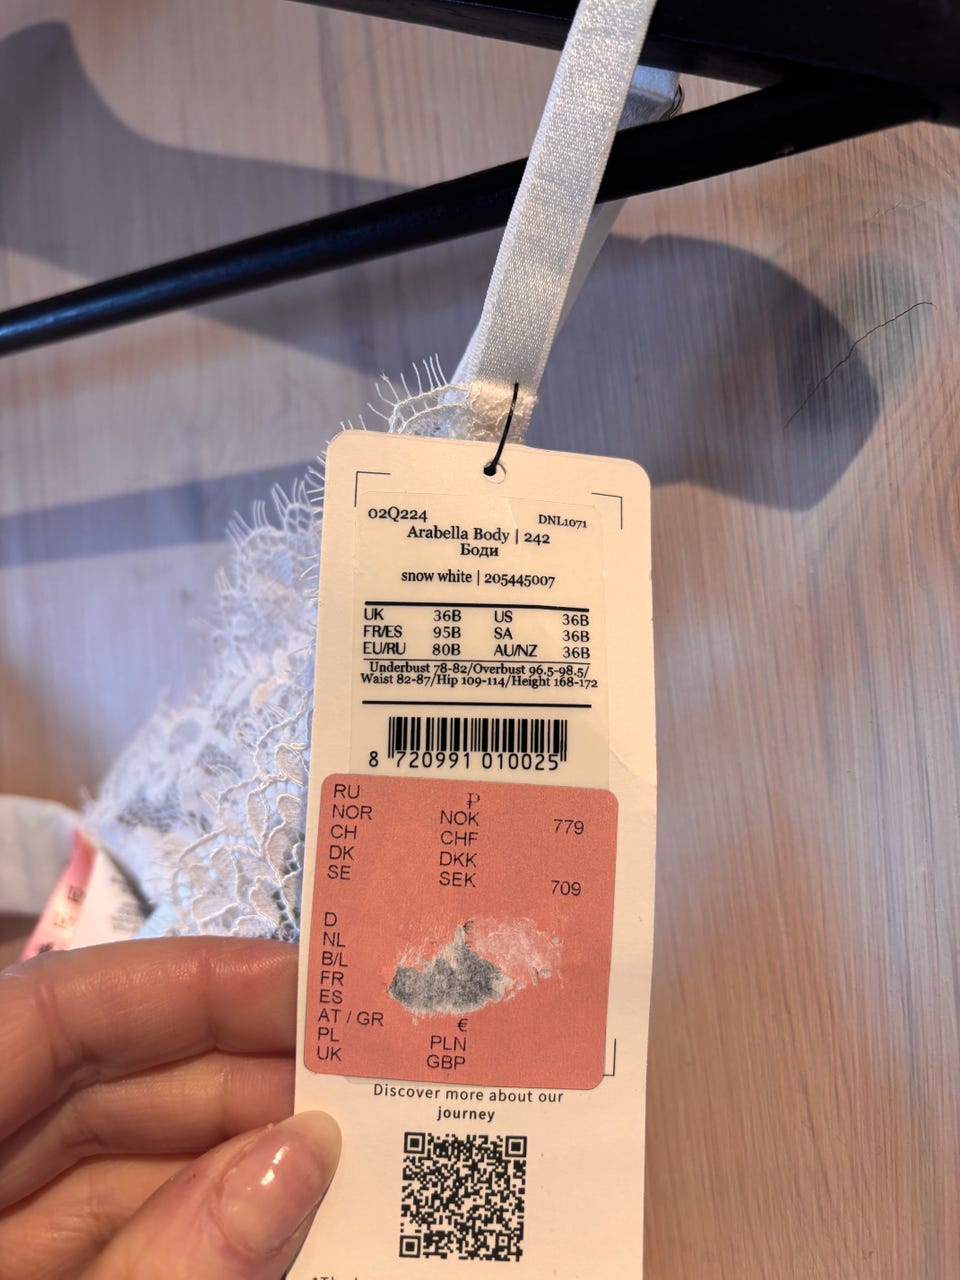 02Q224 DNL1071
Arabella Body | 242
Боди
snow white | 205445007
UK 36B US 36B
FR/ES 95B SA 36B
EU/RU 80B AU/NZ 36B
Underbust 78-82/Overbust 96.5-98.5/
Waist 82-87/Hip 109-114/Height 168-172
8 720991 010025
RU ₽
NOR NOK 779
CH CHF
DK DKK
SE SEK 709
D
NL
B/L
FR
ES
AT / GR €
PL PLN
UK GBP
Discover more about our
journey